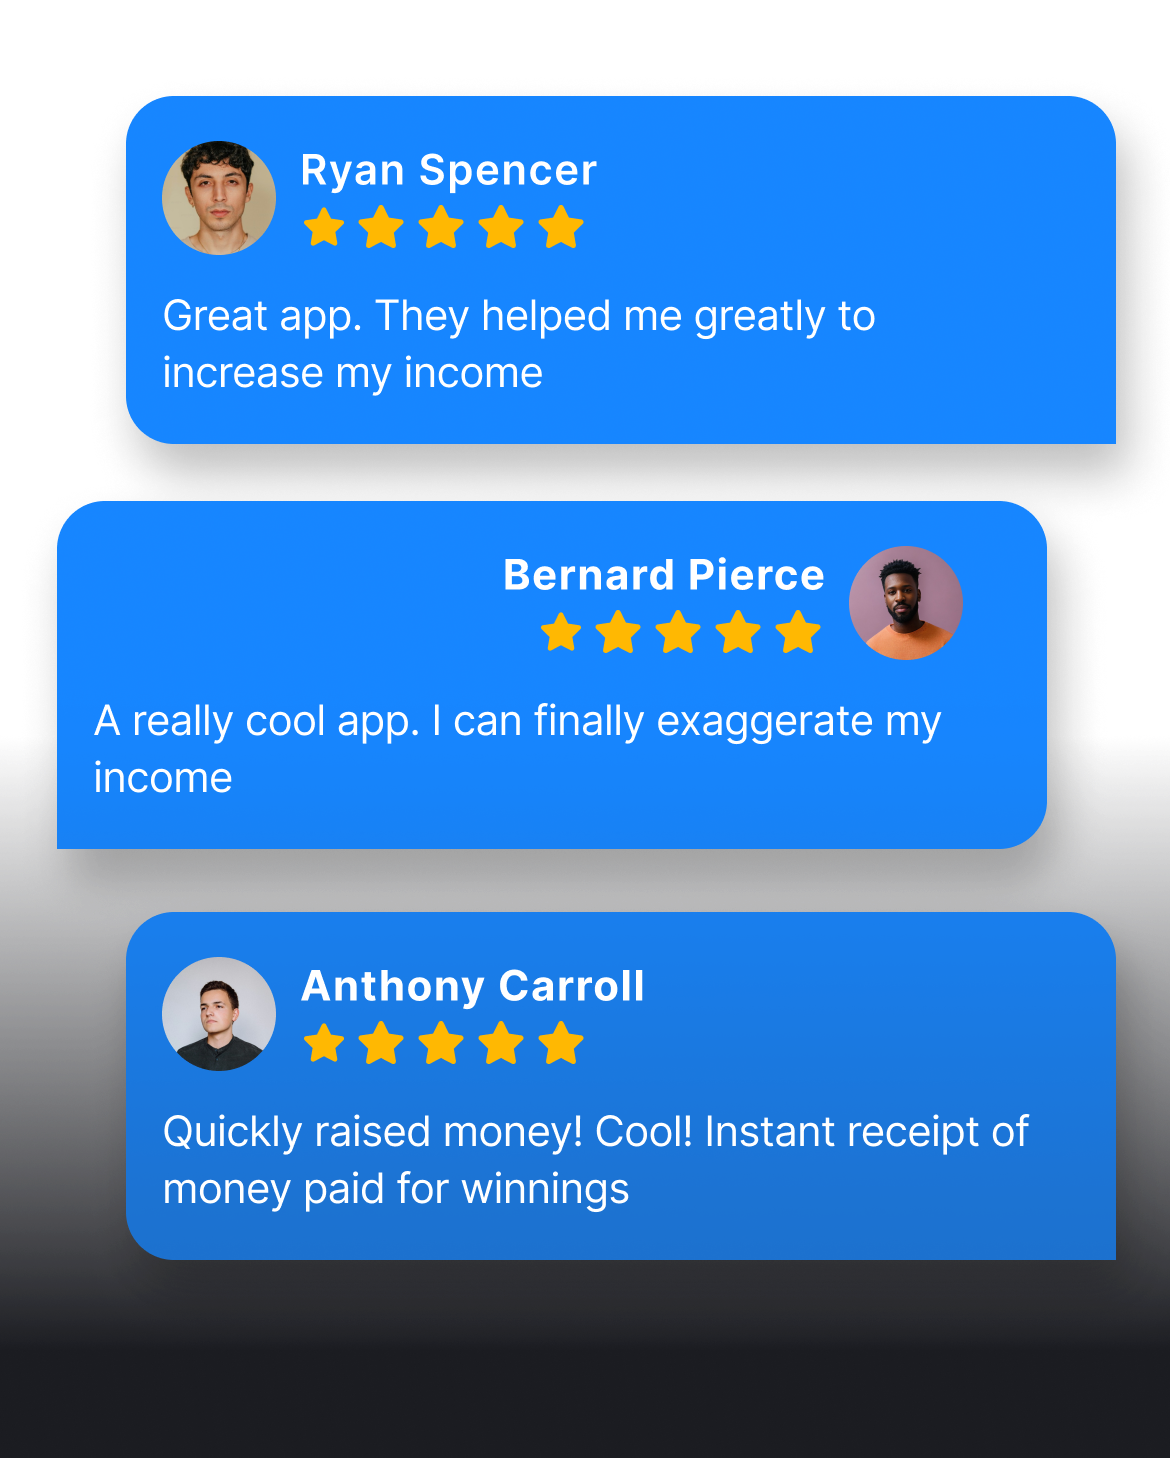 Ryan Spencer
Great app. They helped me greatly to
increase my income
Bernard Pierce
A really cool app. I can finally exaggerate my
income
Anthony Carroll
Quickly raised money! Cool! Instant receipt of
money paid for winnings